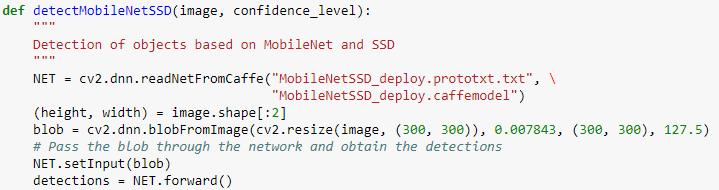 def detectMobileNetSSD(image, confidence_level):
    """
    Detection of objects based on MobileNet and SSD
    """
    NET = cv2.dnn.readNetFromCaffe("MobileNetSSD_deploy.prototxt.txt", \
                                   "MobileNetSSD_deploy.caffemodel")
    (height, width) = image.shape[:2]
    blob = cv2.dnn.blobFromImage(cv2.resize(image, (300, 300)), 0.007843, (300, 300), 127.5)
    # Pass the blob through the network and obtain the detections
    NET.setInput(blob)
    detections = NET.forward()